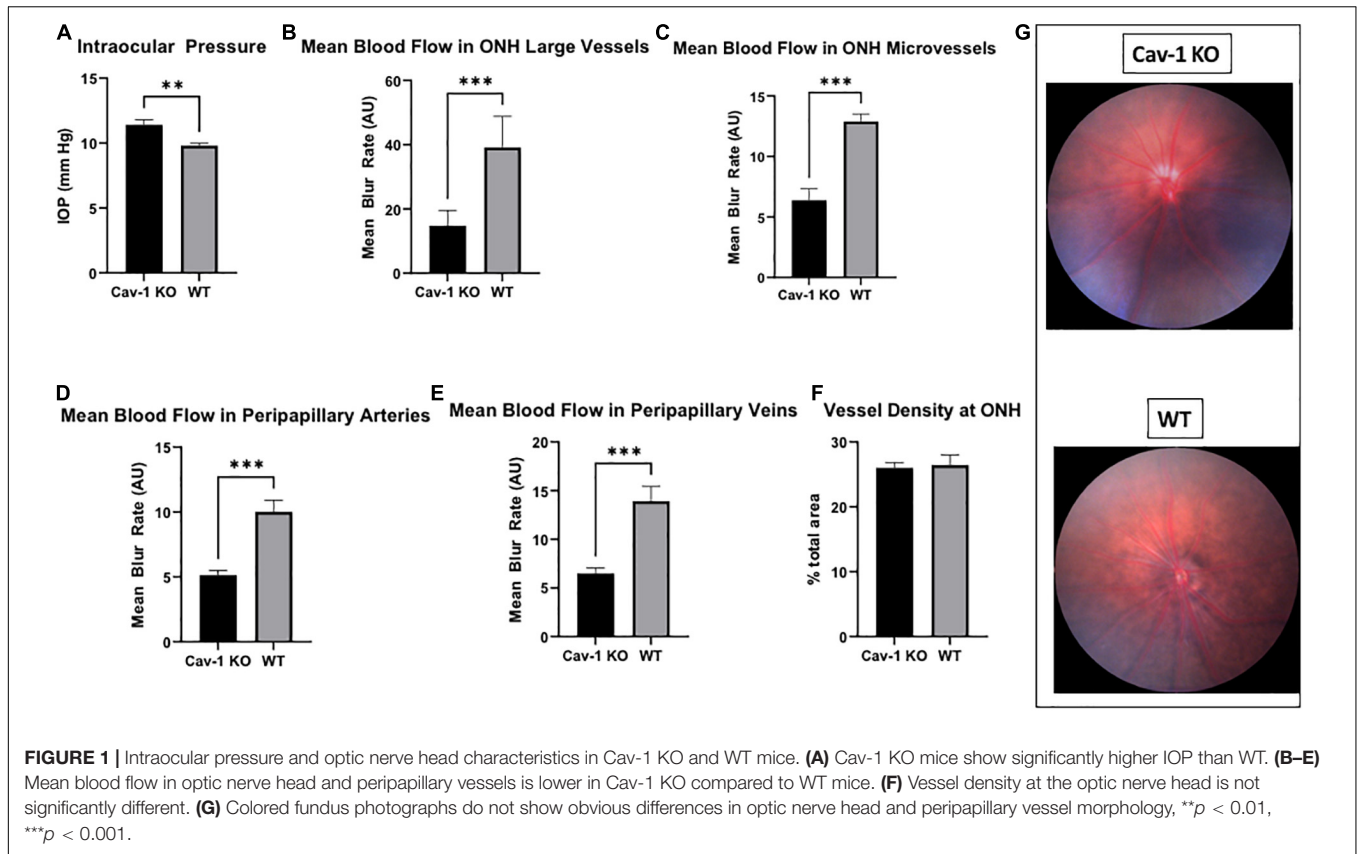 A Intraocular Pressure
IOP (mm Hg)
15
10
5
0
**
Cav-1 KO WT
B Mean Blood Flow in ONH Large Vessels
Mean Blur Rate (AU)
60
40
20
0
***
Cav-1 KO WT
C Mean Blood Flow in ONH Microvessels
Mean Blur Rate (AU)
15
10
5
0
***
Cav-1 KO WT
D Mean Blood Flow in Peripapillary Arteries
Mean Blur Rate (AU)
15
10
5
0
***
Cav-1 KO WT
E Mean Blood Flow in Peripapillary Veins
Mean Blur Rate (AU)
20
15
10
5
0
***
Cav-1 KO WT
F Vessel Density at ONH
% total area
30
20
10
0
Cav-1 KO WT
G
Cav-1 KO
WT
FIGURE 1 | Intraocular pressure and optic nerve head characteristics in Cav-1 KO and WT mice. (A) Cav-1 KO mice show significantly higher IOP than WT. (B–E)
Mean blood flow in optic nerve head and peripapillary vessels is lower in Cav-1 KO compared to WT mice. (F) Vessel density at the optic nerve head is not
significantly different. (G) Colored fundus photographs do not show obvious differences in optic nerve head and peripapillary vessel morphology, **p < 0.01,
***p < 0.001.